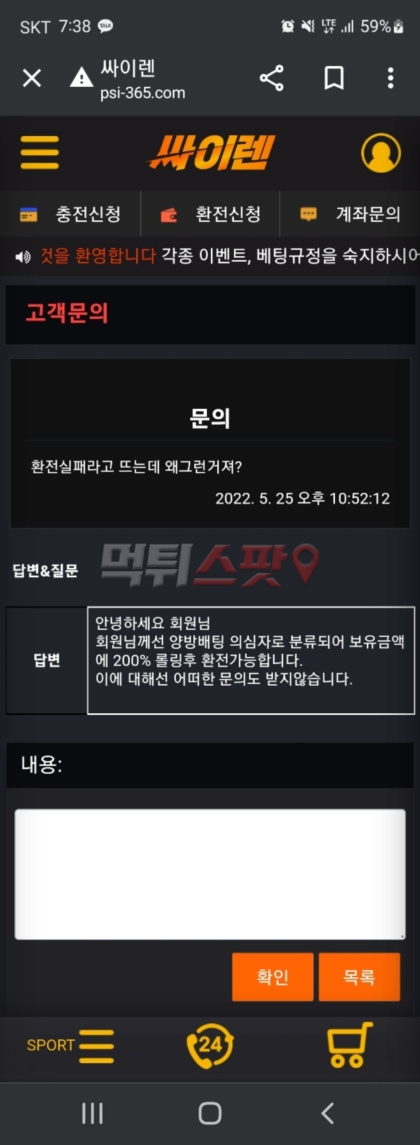 SKT 7:38 TALK LTE 59%
싸이렌
psi-365.com
싸이렌
충전신청 환전신청 계좌문의
것을 환영합니다 각종 이벤트, 베팅규정을 숙지하시어
고객문의
문의
환전실패라고 뜨는데 왜그런거져?
2022. 5. 25 오후 10:52:12
먹튀스팟
답변&질문
답변
안녕하세요 회원님
회원님께선 양방배팅 의심자로 분류되어 보유금액
에 200% 롤링후 환전가능합니다.
이에 대해선 어떠한 문의도 받지않습니다.
내용:
확인 목록
SPORT 24